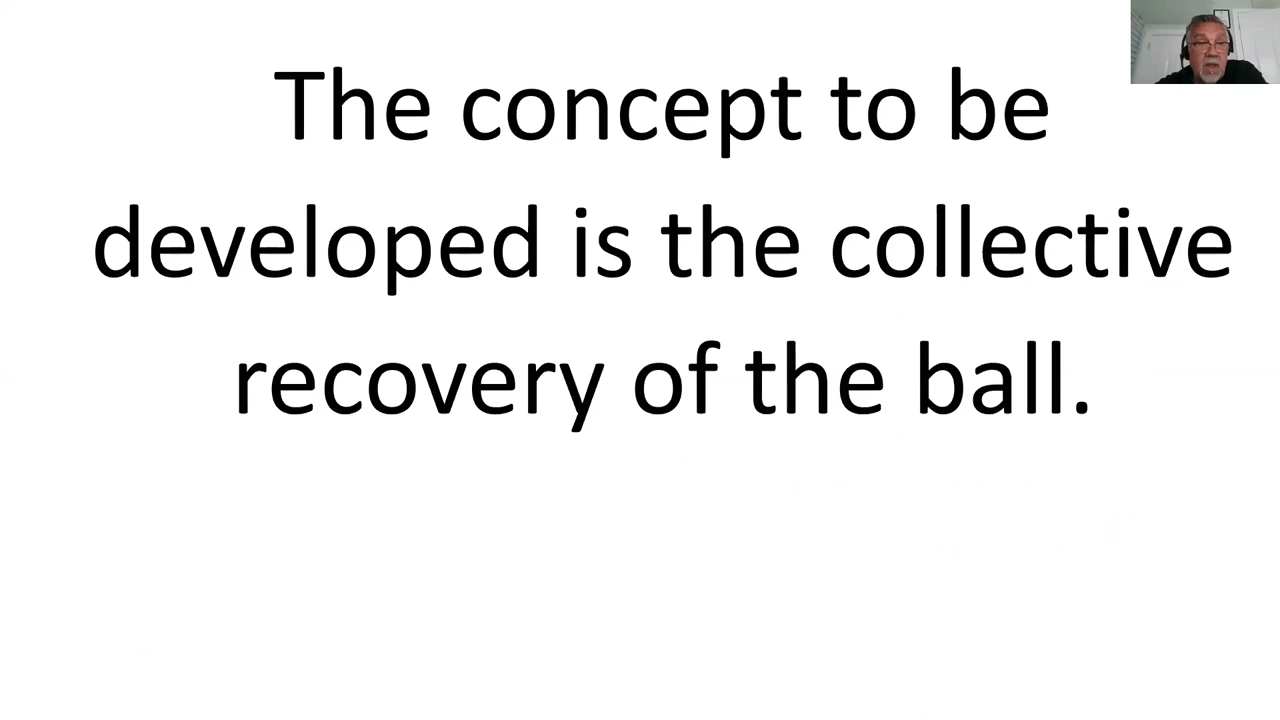 The concept to be
developed is the collective
recovery of the ball.